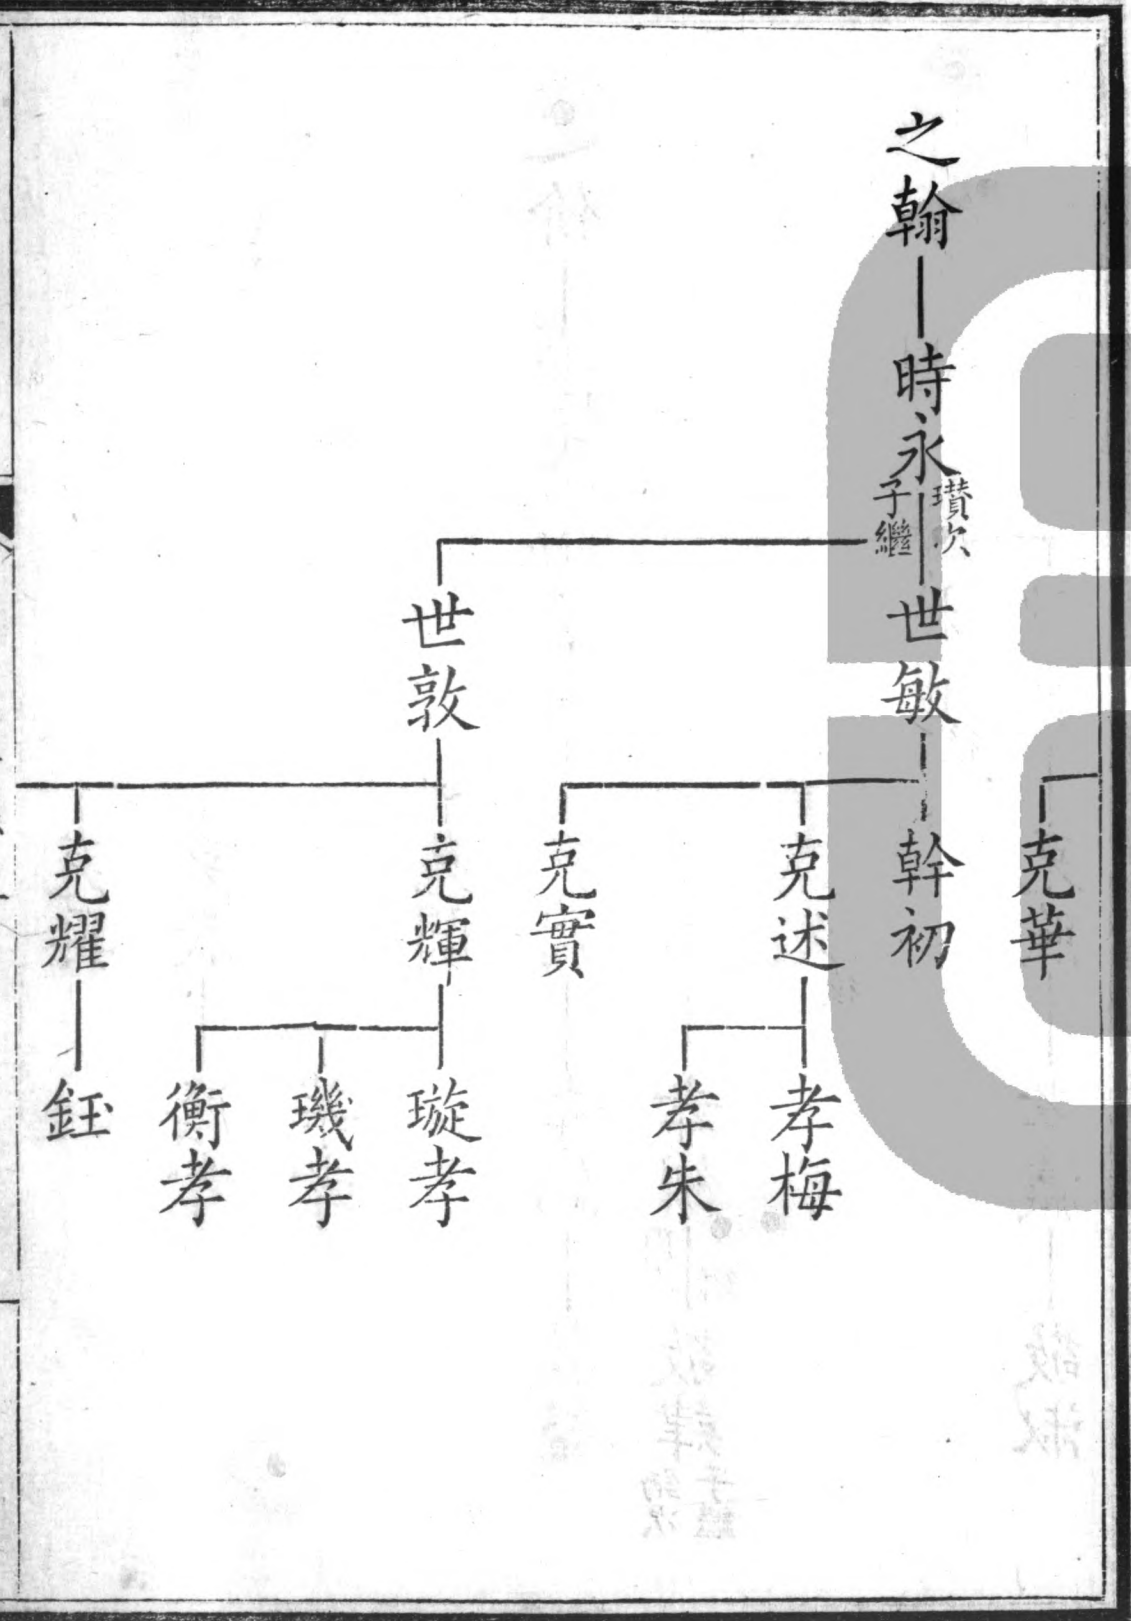 之翰
時永
瓚次
子繼
世敏
世敦
克華
幹初
克述
克實
克輝
克耀
孝梅
孝朱
璇孝
璣孝
衡孝
鈺